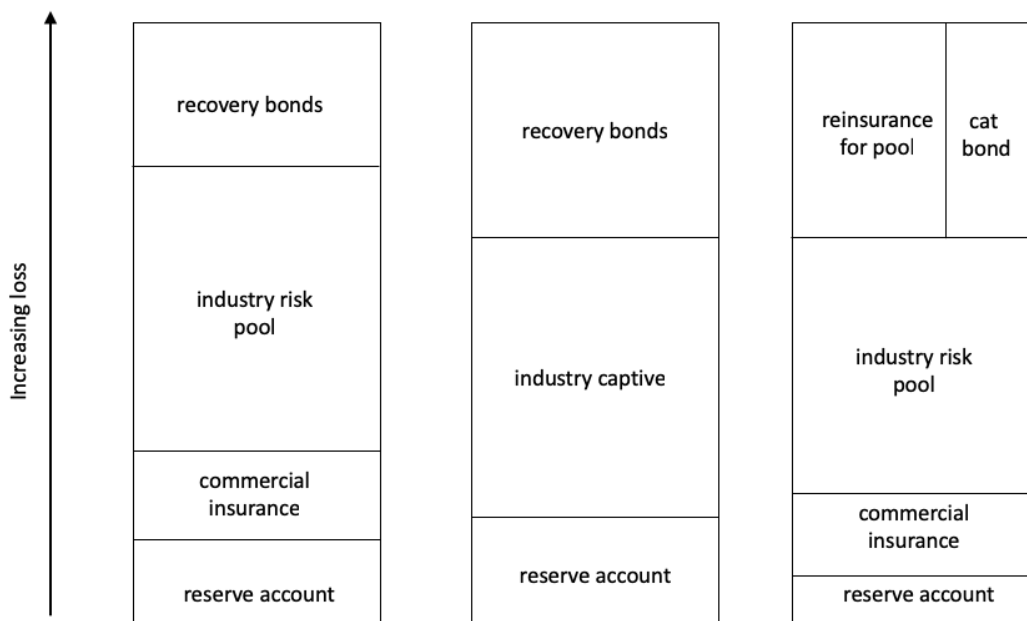 Increasing loss
recovery bonds
industry risk
pool
commercial
insurance
reserve account
recovery bonds
industry captive
reserve account
reinsurance
for pool
cat
bond
industry risk
pool
commercial
insurance
reserve account